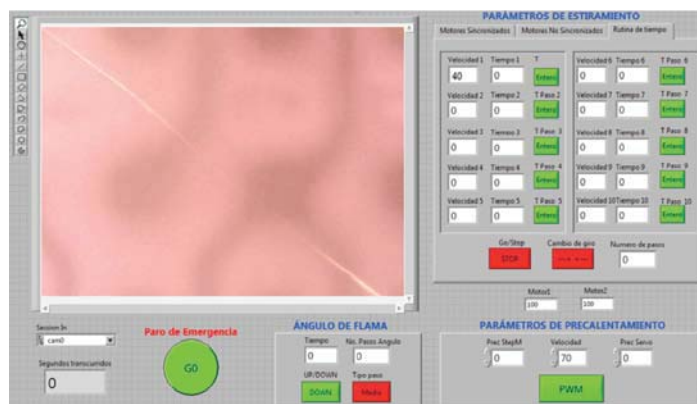 PARÁMETROS DE ESTIRAMIENTO
Motores Sincronizados Motores No Sincronizados Rutina de tiempo
Velocidad 1 Tiempo 1 T Velocidad 6 Tiempo 6 T Paso 6
40 0 Entero 0 0 Entero
Velocidad 2 Tiempo 2 T Paso 2 Velocidad 7 Tiempo 7 T Paso 7
0 0 Entero 0 0 Entero
Velocidad 3 Tiempo 3 T Paso 3 Velocidad 8 Tiempo 8 T Paso 8
0 0 Entero 0 0 Entero
Velocidad 4 Tiempo 4 T Paso 4 Velocidad 9 Tiempo 9 T Paso 9
0 0 Entero 0 0 Entero
Velocidad 5 Tiempo 5 T Paso 5 Velocidad 10 Tiempo 10 T Paso 10
0 0 Entero 0 0 Entero
Go/Stop Cambio de giro Numero de pasos
STOP 0
Motor1 Motor2
100 100
Session In
cam0
Segundos transcurridos
0
Paro de Emergencia
GO
ÁNGULO DE FLAMA
Tiempo No. Pasos Angulo
0 0
UP/DOWN Tipo paso
DOAN Medio
PARÁMETROS DE PRECALENTAMIENTO
Prec StepM Velocidad Prec Servo
0 70 0
PWM